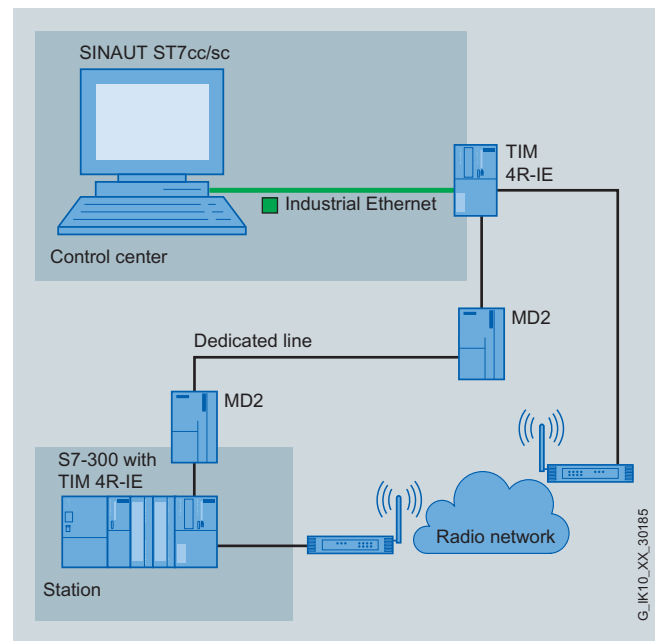 SINAUT ST7cc/sc
TIM
4R-IE
Industrial Ethernet
Control center
MD2
Dedicated line
MD2
S7-300 with
TIM 4R-IE
Radio network
Station
G_IK10_XX_30185